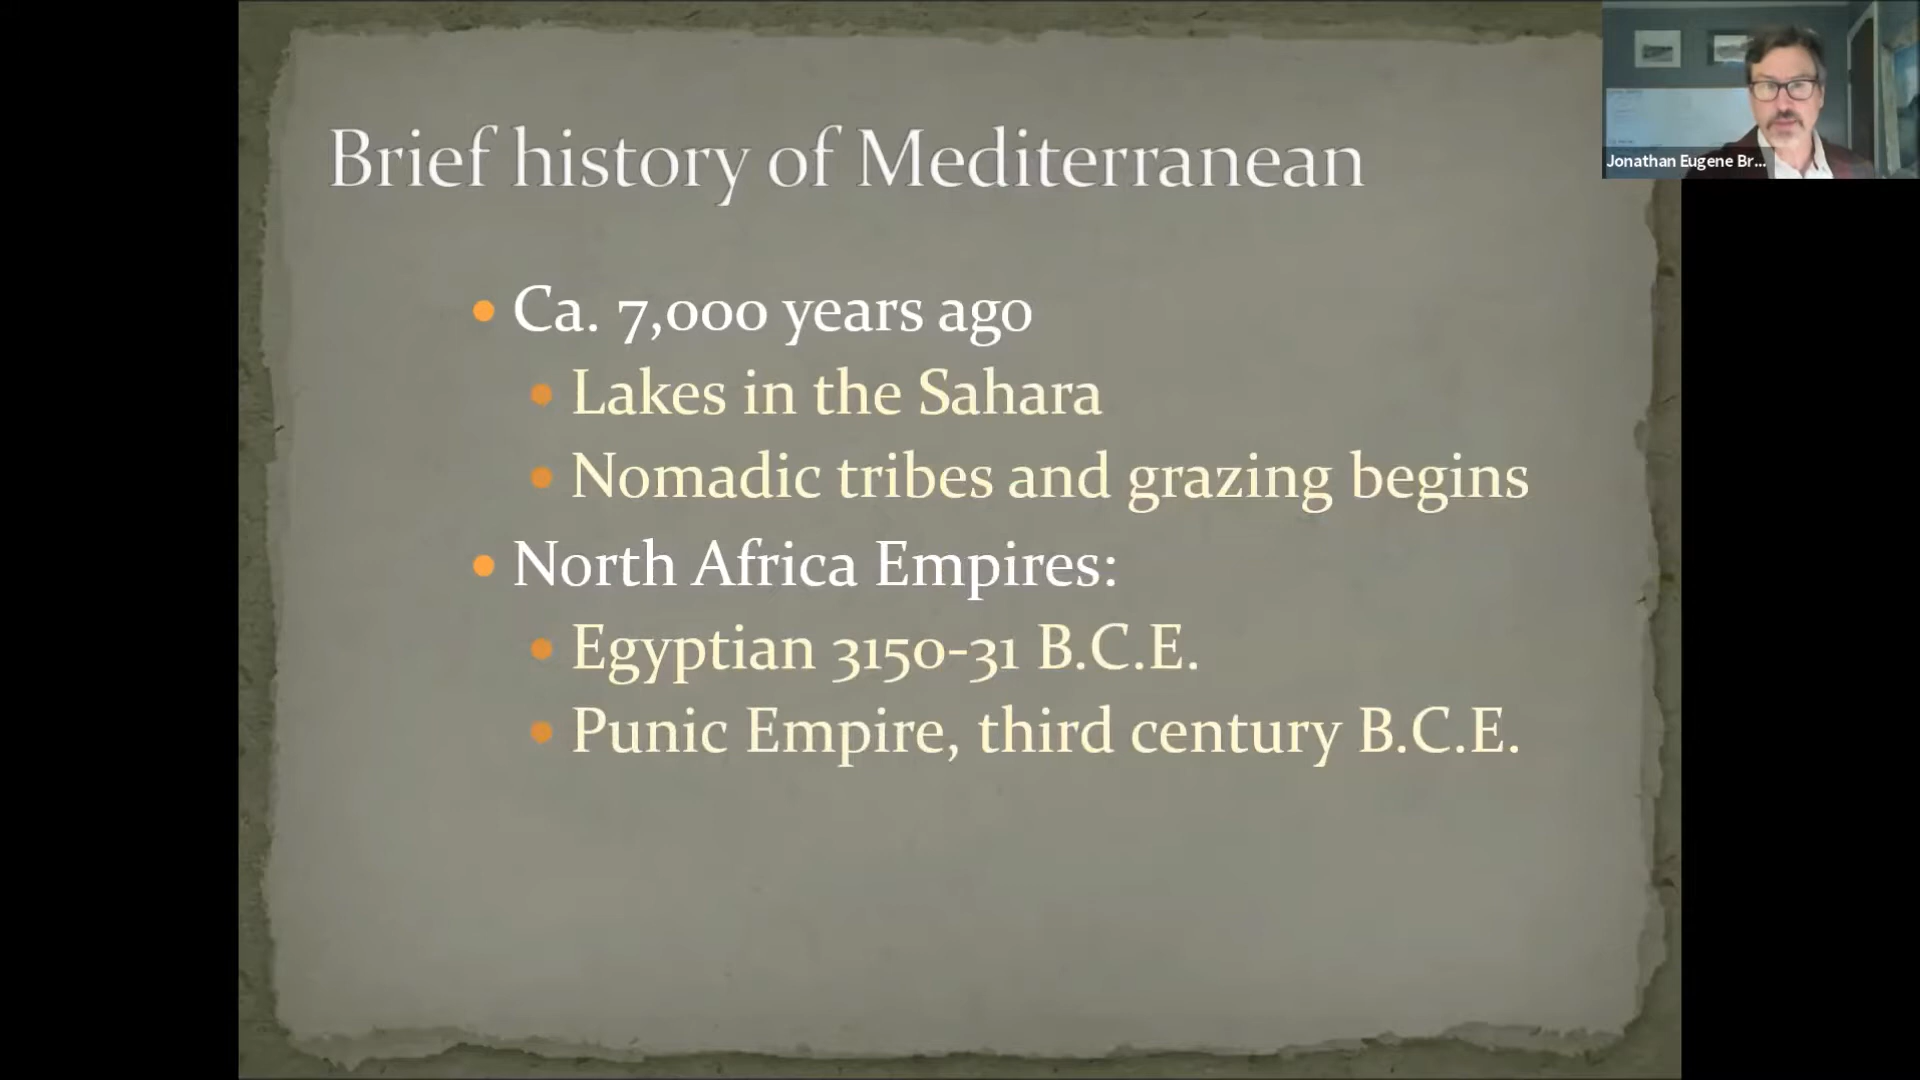 Brief history of Mediterranean
Jonathan Eugene Br...
Ca. 7,000 years ago
Lakes in the Sahara
Nomadic tribes and grazing begins
North Africa Empires:
Egyptian 3150-31 B.C.E.
Punic Empire, third century B.C.E.